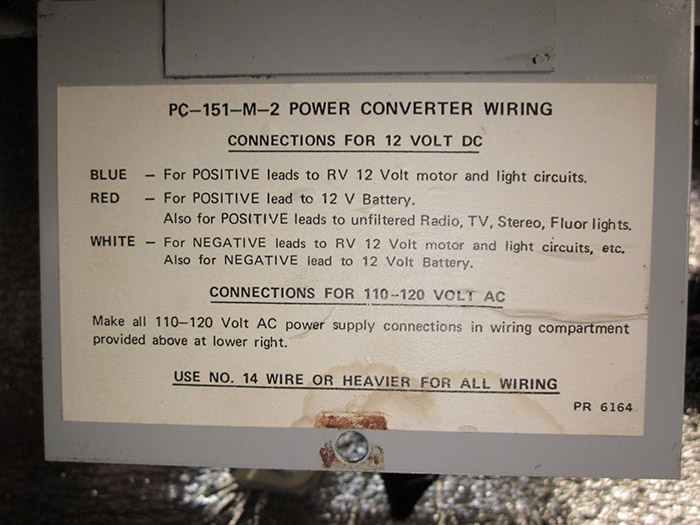 PC-151-M-2 POWER CONVERTER WIRING
CONNECTIONS FOR 12 VOLT DC
BLUE - For POSITIVE leads to RV 12 Volt motor and light circuits.
RED - For POSITIVE lead to 12 V Battery.
Also for POSITIVE leads to unfiltered Radio, TV, Stereo, Fluor lights.
WHITE - For NEGATIVE leads to RV 12 Volt motor and light circuits, etc.
Also for NEGATIVE lead to 12 Volt Battery.
CONNECTIONS FOR 110-120 VOLT AC
Make all 110-120 Volt AC power supply connections in wiring compartment
provided above at lower right.
USE NO. 14 WIRE OR HEAVIER FOR ALL WIRING
PR 6164